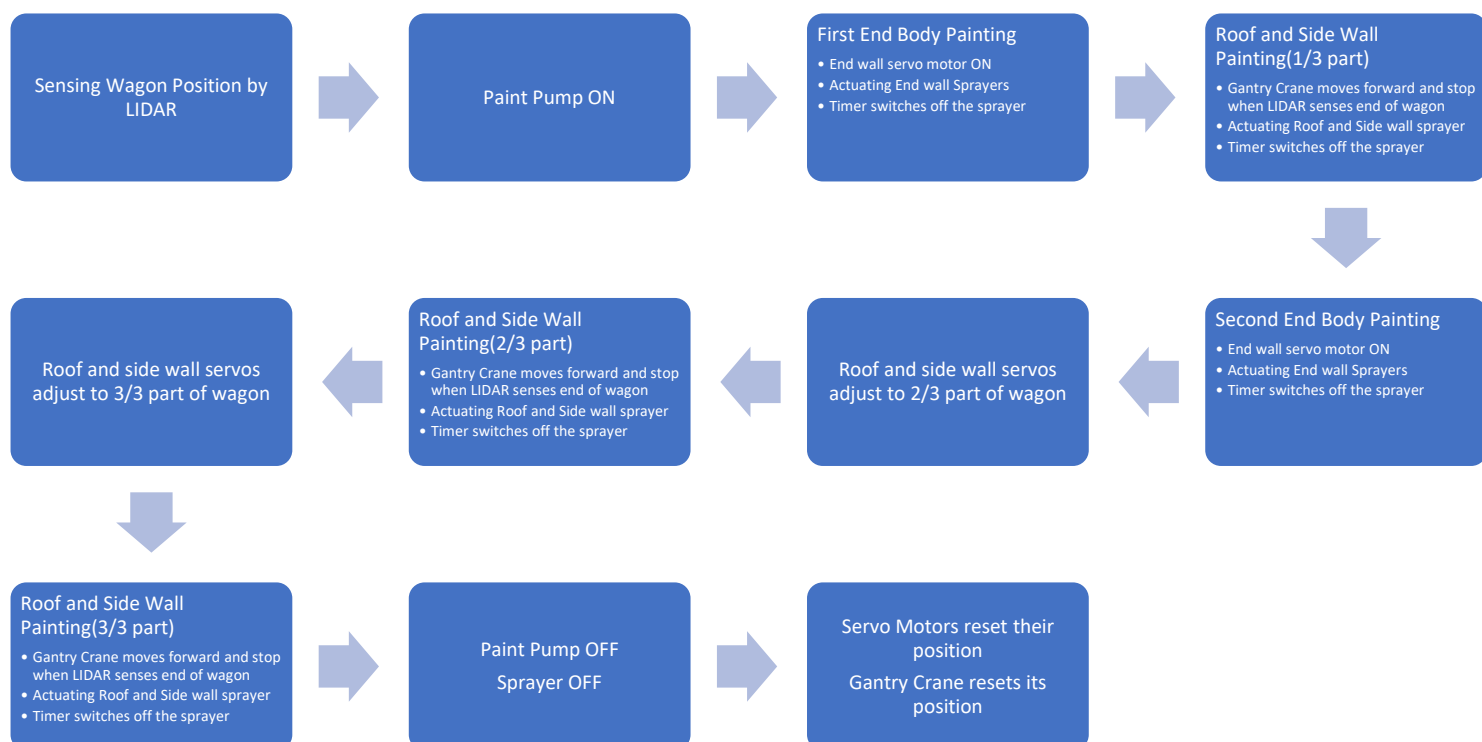 Sensing Wagon Position by
LIDAR
Paint Pump ON
First End Body Painting
• End wall servo motor ON
• Actuating End wall Sprayers
• Timer switches off the sprayer
Roof and Side Wall
Painting(1/3 part)
• Gantry Crane moves forward and stop
when LIDAR senses end of wagon
• Actuating Roof and Side wall sprayer
• Timer switches off the sprayer
Second End Body Painting
• End wall servo motor ON
• Actuating End wall Sprayers
• Timer switches off the sprayer
Roof and side wall servos
adjust to 2/3 part of wagon
Roof and Side Wall
Painting(2/3 part)
• Gantry Crane moves forward and stop
when LIDAR senses end of wagon
• Actuating Roof and Side wall sprayer
• Timer switches off the sprayer
Roof and side wall servos
adjust to 3/3 part of wagon
Roof and Side Wall
Painting(3/3 part)
• Gantry Crane moves forward and stop
when LIDAR senses end of wagon
• Actuating Roof and Side wall sprayer
• Timer switches off the sprayer
Paint Pump OFF
Sprayer OFF
Servo Motors reset their
position
Gantry Crane resets its
position